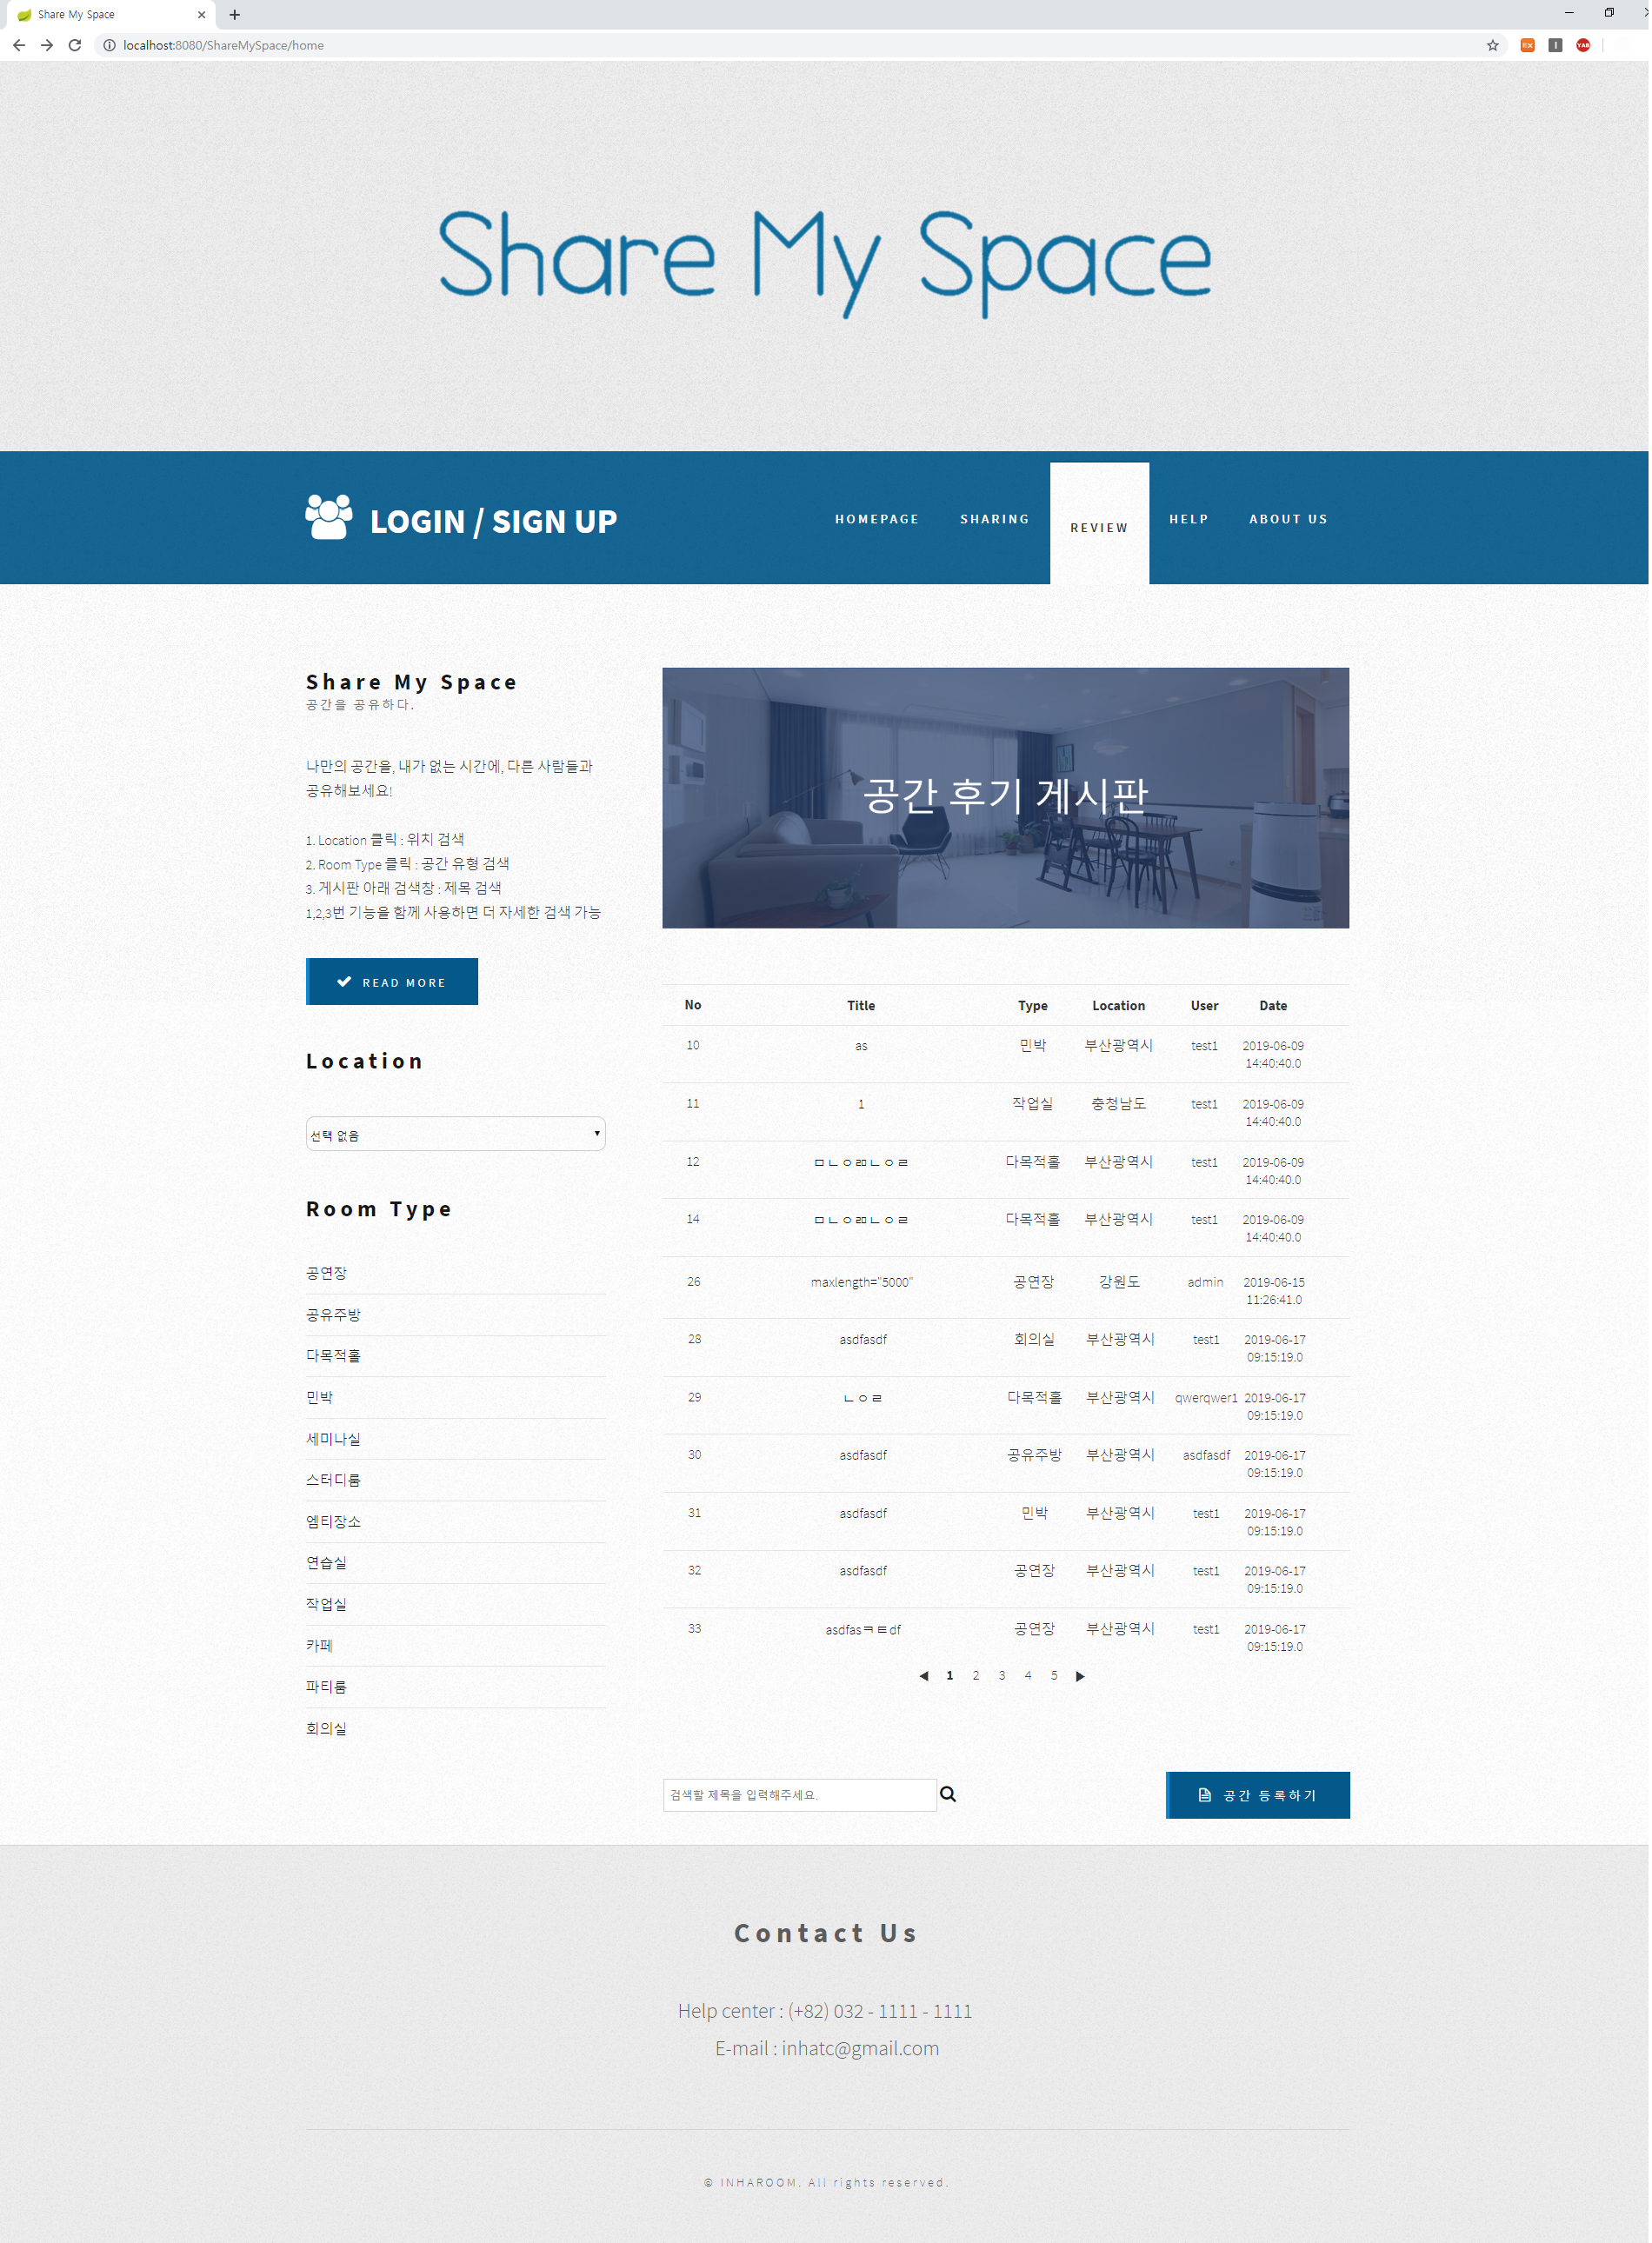 Share My Space
localhost:8080/ShareMySpace/home
Share My Space
LOGIN / SIGN UP
HOMEPAGE SHARING REVIEW HELP ABOUT US
Share My Space
공간을 공유하다.
나만의 공간을, 내가 없는 시간에, 다른 사람들과
공유해보세요!
1. Location 클릭 : 위치 검색
2. Room Type 클릭 : 공간 유형 검색
3. 게시판 아래 검색창 : 제목 검색
1,2,3번 기능을 함께 사용하면 더 자세한 검색 가능
READ MORE
Location
선택 없음
Room Type
공연장
공유주방
다목적홀
민박
세미나실
스터디룸
엠티장소
연습실
작업실
카페
파티룸
회의실
공간 후기 게시판
No Title Type Location User Date
10 as 민박 부산광역시 test1 2019-06-09
14:40:40.0
11 1 작업실 충청남도 test1 2019-06-09
14:40:40.0
12 ㅁㄴㅇㄻㄴㅇㄹ 다목적홀 부산광역시 test1 2019-06-09
14:40:40.0
14 ㅁㄴㅇㄻㄴㅇㄹ 다목적홀 부산광역시 test1 2019-06-09
14:40:40.0
26 maxlength="5000" 공연장 강원도 admin 2019-06-15
11:26:41.0
28 asdfasdf 회의실 부산광역시 test1 2019-06-17
09:15:19.0
29 ㄴㅇㄹ 다목적홀 부산광역시 qwerqwer1 2019-06-17
09:15:19.0
30 asdfasdf 공유주방 부산광역시 asdfasdf 2019-06-17
09:15:19.0
31 asdfasdf 민박 부산광역시 test1 2019-06-17
09:15:19.0
32 asdfasdf 공연장 부산광역시 test1 2019-06-17
09:15:19.0
33 asdfasㅋㅌdf 공연장 부산광역시 test1 2019-06-17
09:15:19.0
◀ 1 2 3 4 5 ▶
검색할 제목을 입력해주세요.
공간 등록하기
Contact Us
Help center : (+82) 032 - 1111 - 1111
E-mail : inhatc@gmail.com
© INHAROOM. All rights reserved.